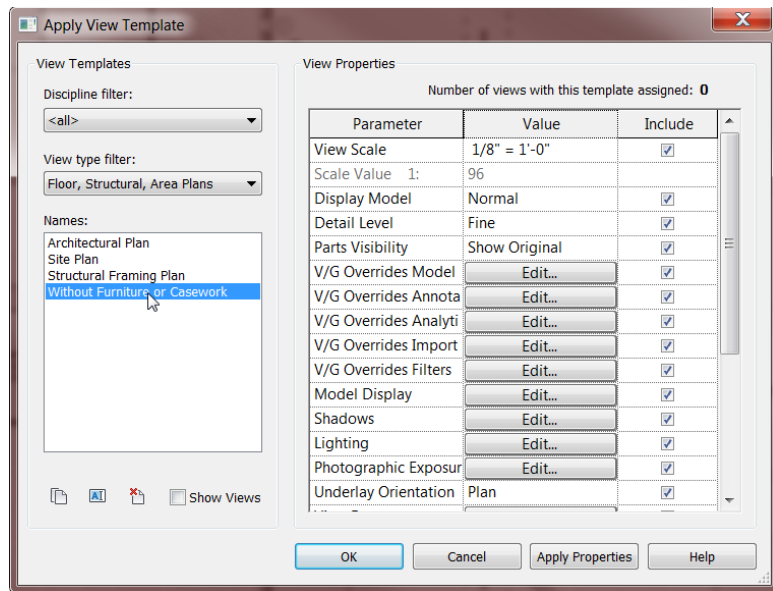 Apply View Template
X
View Templates
Discipline filter:
<all>
View type filter:
Floor, Structural, Area Plans
Names:
Architectural Plan
Site Plan
Structural Framing Plan
Without Furniture or Casework
AI
Show Views
View Properties
Number of views with this template assigned: 0
Parameter Value Include
View Scale 1/8" = 1'-0"
Scale Value 1: 96
Display Model Normal
Detail Level Fine
Parts Visibility Show Original
V/G Overrides Model Edit...
V/G Overrides Annota Edit...
V/G Overrides Analyti Edit...
V/G Overrides Import Edit...
V/G Overrides Filters Edit...
Model Display Edit...
Shadows Edit...
Lighting Edit...
Photographic Exposur Edit...
Underlay Orientation Plan
OK Cancel Apply Properties Help